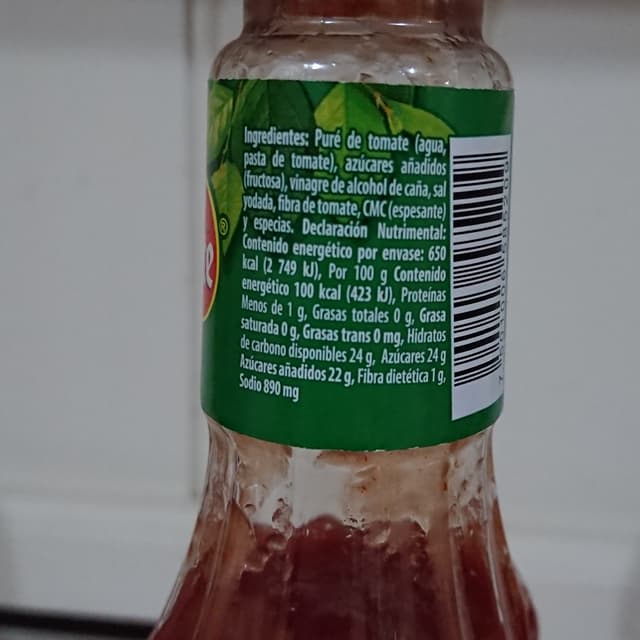 Ingredientes: Puré de tomate (agua,
pasta de tomate), azúcares añadidos
(fructosa), vinagre de alcohol de caña, sal
yodada, fibra de tomate, CMC (espesante)
y especias. Declaración Nutrimental:
Contenido energético por envase: 650
kcal (2 749 kJ), Por 100 g Contenido
energético 100 kcal (423 kJ), Proteínas
Menos de 1 g, Grasas totales 0 g, Grasa
saturada 0 g, Grasas trans 0 mg, Hidratos
de carbono disponibles 24 g, Azúcares 24 g
Azúcares añadidos 22 g, Fibra dietética 1 g,
Sodio 890 mg